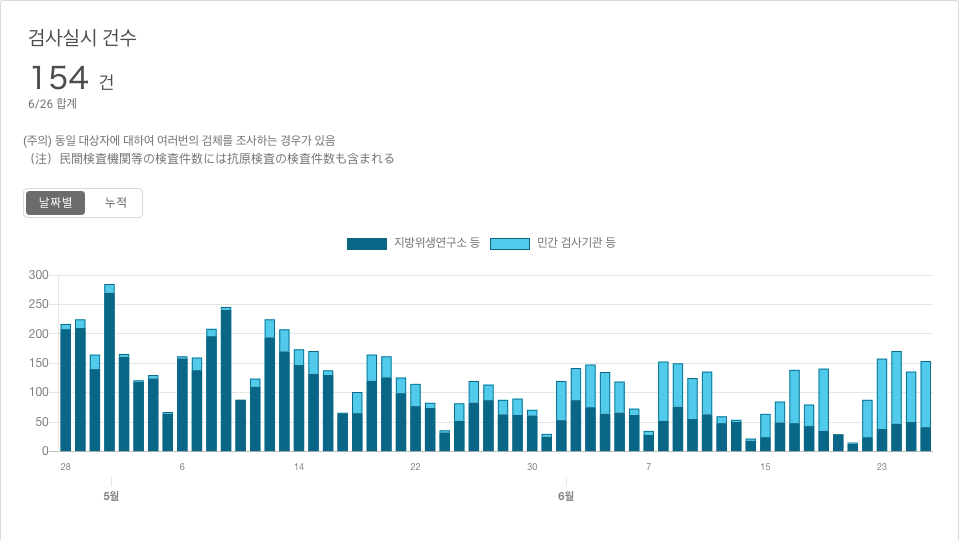 검사실시 건수
154 건
6/26 합계
(주의) 동일 대상자에 대하여 여러번의 검체를 조사하는 경우가 있음
（注）民間検査機関等の検査件数には抗原検査の検査件数も含まれる
날짜별 누적
지방위생연구소 등 민간 검사기관 등
300
250
200
150
100
50
0
28 6 14 22 30 7 15 23
5월 6월